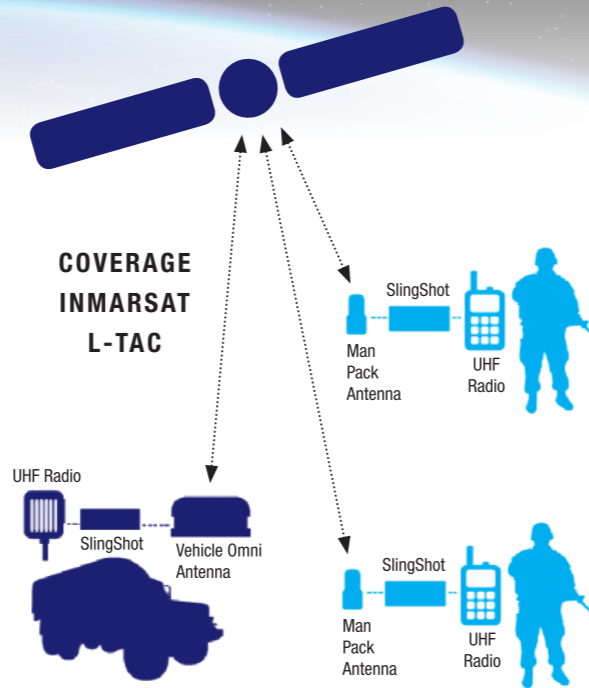 COVERAGE
INMARSAT
L-TAC
SlingShot
Man
Pack
Antenna
UHF
Radio
UHF Radio
SlingShot
Vehicle Omni
Antenna
SlingShot
Man
Pack
Antenna
UHF
Radio